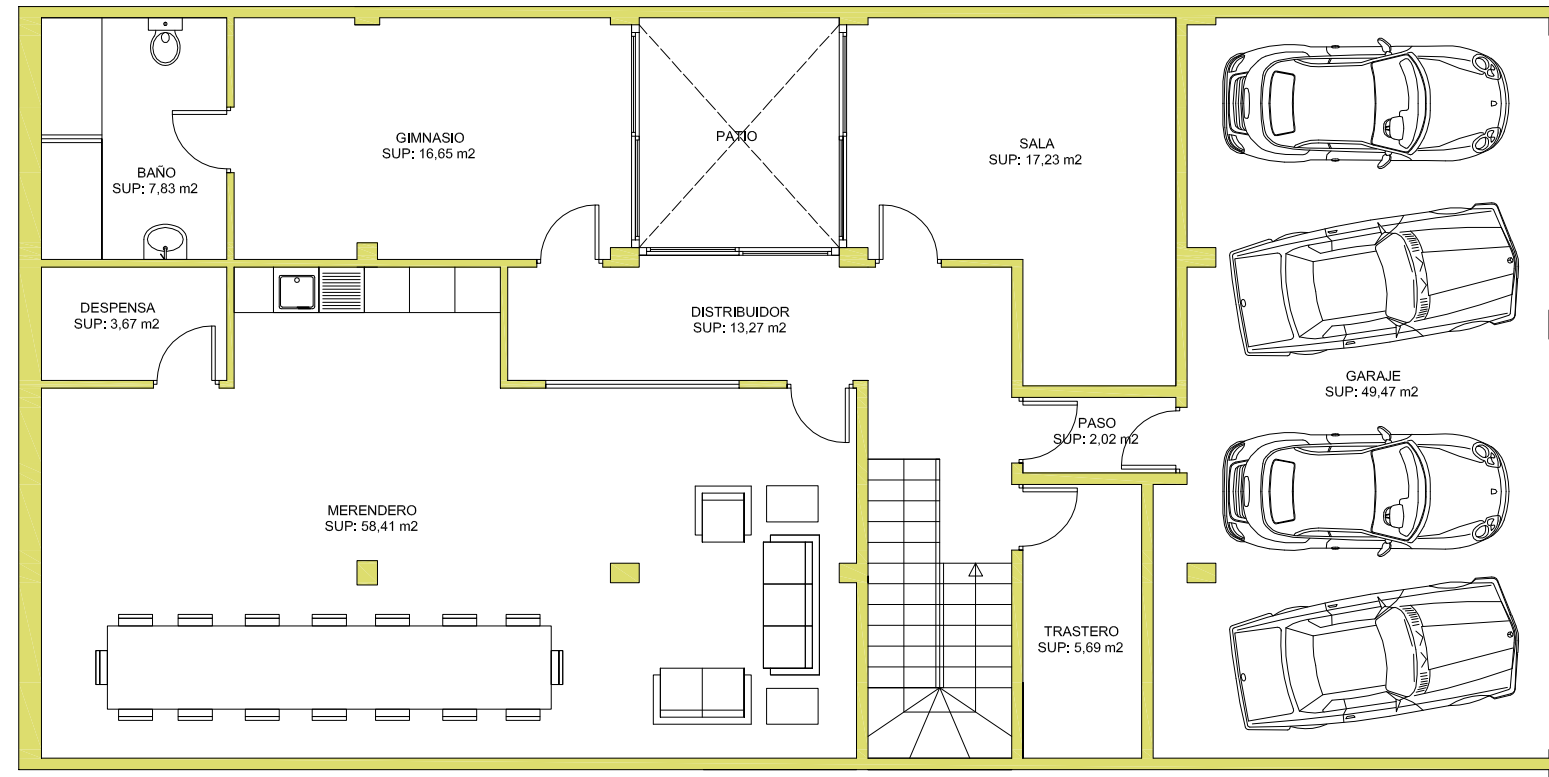 GIMNASIO
SUP: 16,65 m2
PATIO
SALA
SUP: 17,23 m2
BAÑO
SUP: 7,83 m2
DESPENSA
SUP: 3,67 m2
DISTRIBUIDOR
SUP: 13,27 m2
GARAJE
SUP: 49,47 m2
PASO
SUP: 2,02 m2
MERENDERO
SUP: 58,41 m2
TRASTERO
SUP: 5,69 m2